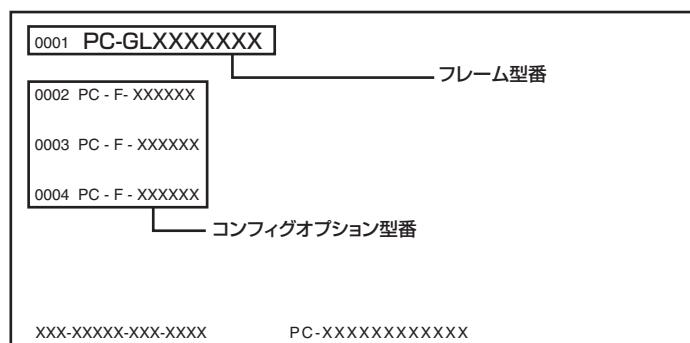 0001 PC-GLXXXXXXX
フレーム型番
0002 PC - F- XXXXXX
0003 PC - F - XXXXXX
0004 PC - F - XXXXXX
コンフィグオプション型番
XXX-XXXXX-XXX-XXXX PC-XXXXXXXXXXXX